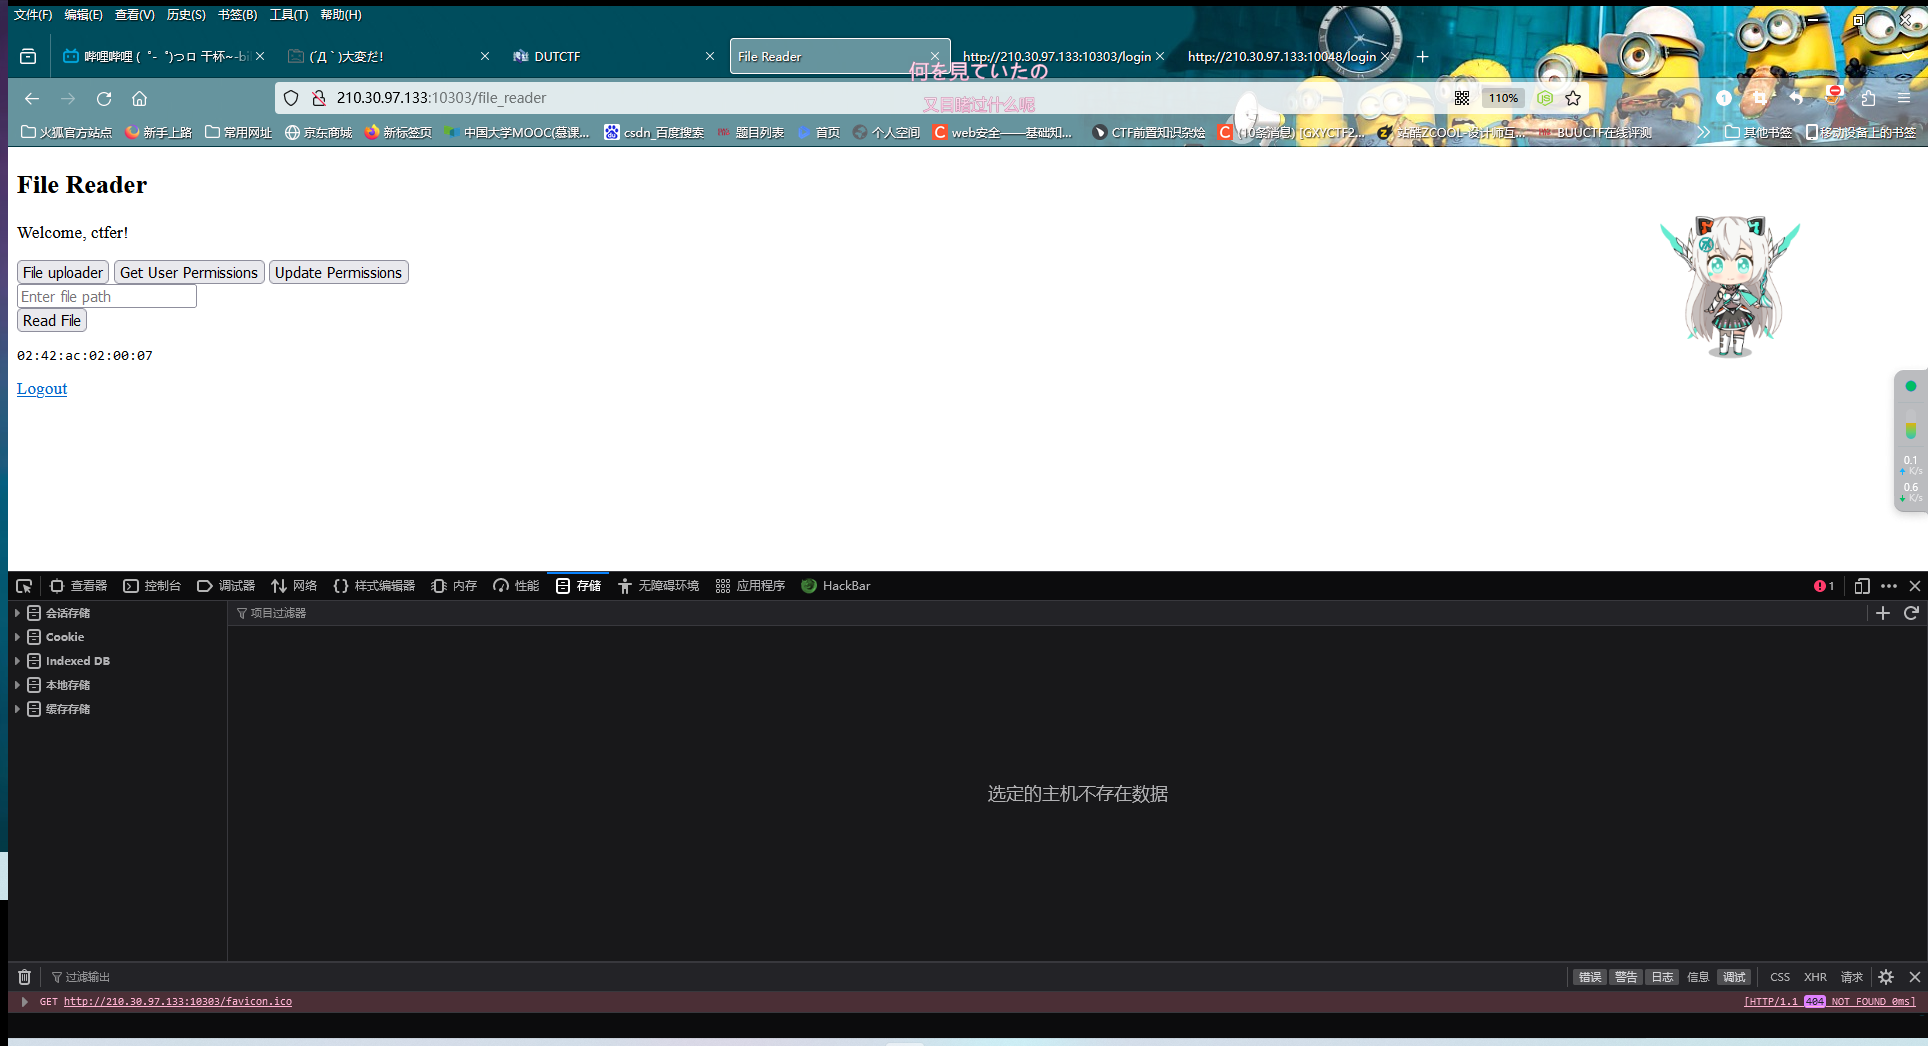 文件(F) 编辑(E) 查看(V) 历史(S) 书签(B) 工具(T) 帮助(H)
哔哩哔哩 (゜-゜)つロ 干杯~-bil (´Д`)大变だ! DUTCTF File Reader http://210.30.97.133:10303/login http://210.30.97.133:10048/login
何を見ていたの
210.30.97.133:10303/file_reader 110%
又目睹过什么呢
火狐官方站点 新手上路 常用网址 京东商城 新标签页 中国大学MOOC(慕课... csdn_百度搜索 题目列表 首页 个人空间 web安全——基础知... CTF前置知识杂烩 (10条消息) [GXYCTF2... 站酷ZCOOL-设计师互... BUUCTF在线评测 其他书签 移动设备上的书签
File Reader
Welcome, ctfer!
File uploader Get User Permissions Update Permissions
Enter file path
Read File
02:42:ac:02:00:07
Logout
0.1
K/s
0.6
K/s
查看器 控制台 调试器 网络 样式编辑器 内存 性能 存储 无障碍环境 应用程序 HackBar 1
会话存储 项目过滤器
Cookie
Indexed DB
本地存储
缓存存储
选定的主机不存在数据
过滤输出 错误 警告 日志 信息 调试 CSS XHR 请求
GET http://210.30.97.133:10303/favicon.ico [HTTP/1.1 404 NOT FOUND 0ms]